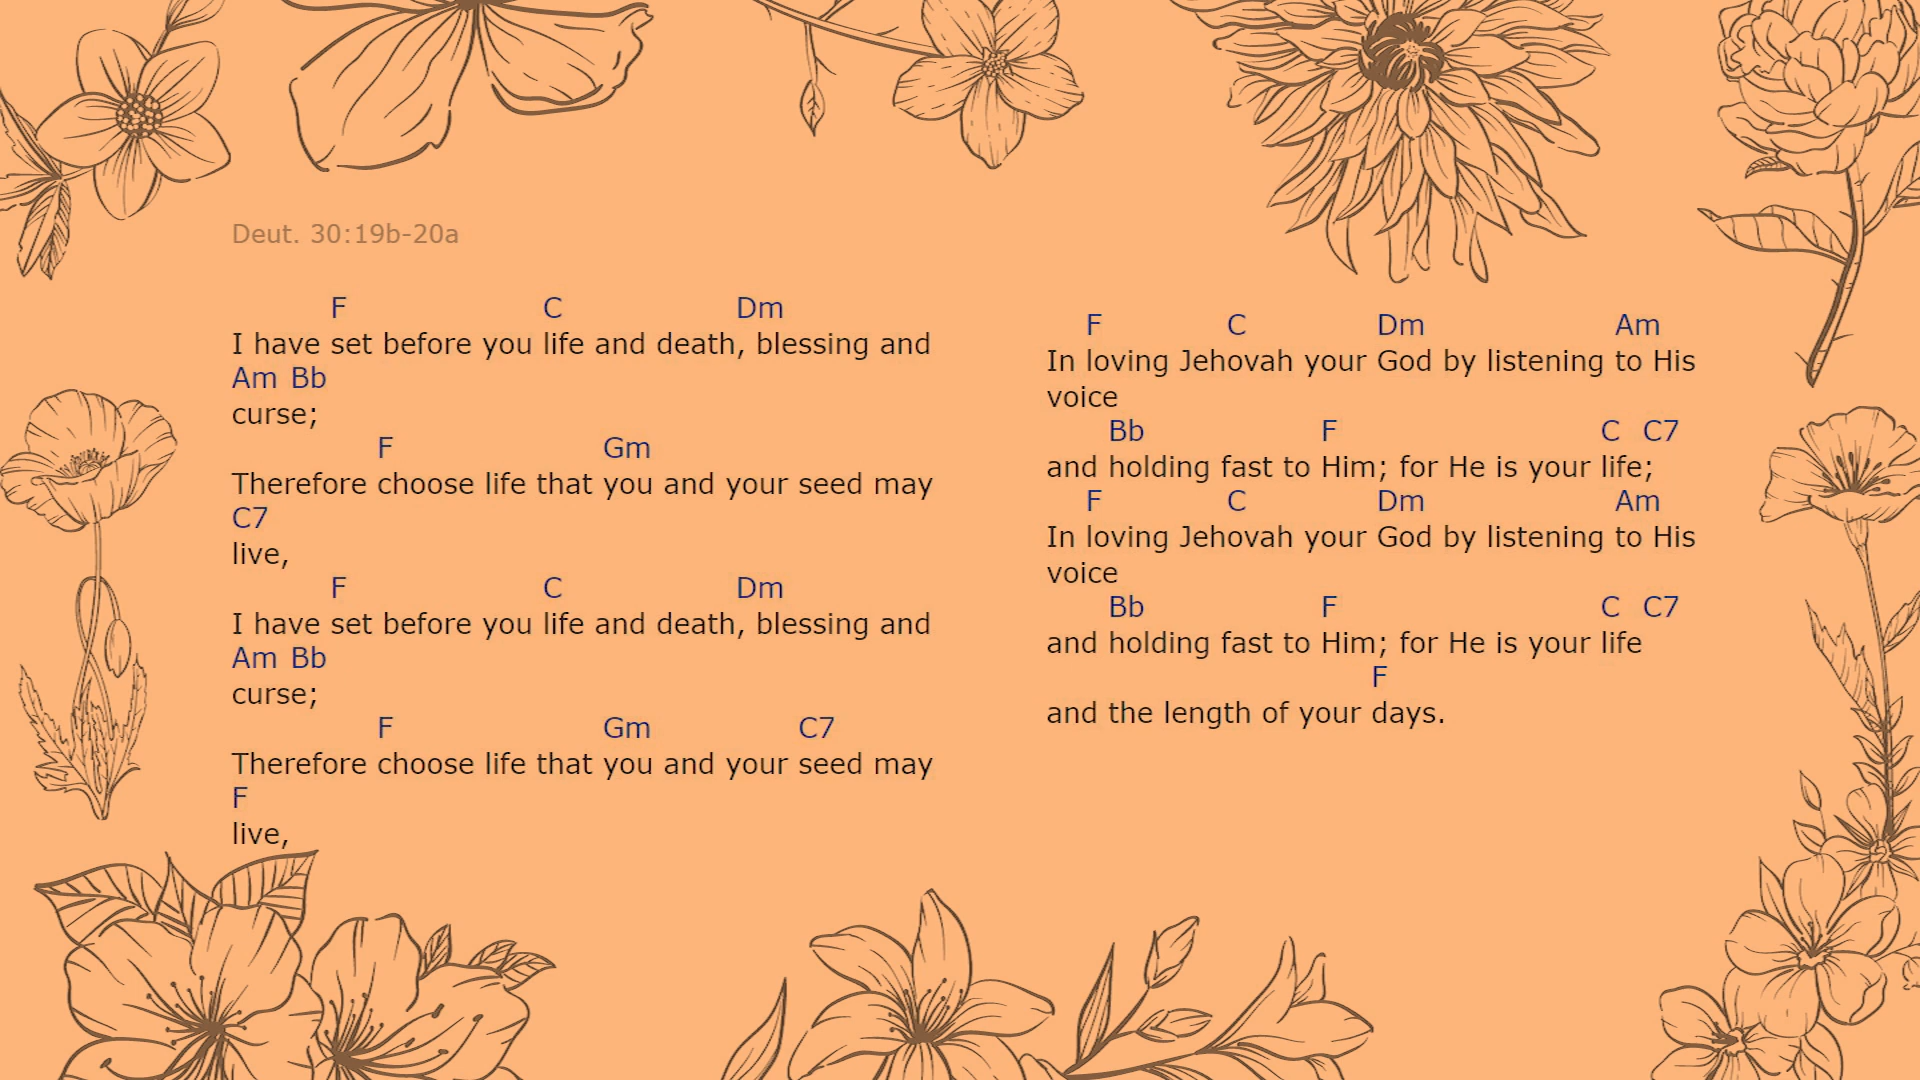 Deut. 30:19b-20a
F C Dm
I have set before you life and death, blessing and
Am Bb
curse;
F Gm
Therefore choose life that you and your seed may
C7
live,
F C Dm
I have set before you life and death, blessing and
Am Bb
curse;
F Gm C7
Therefore choose life that you and your seed may
F
live,
F C Dm Am
In loving Jehovah your God by listening to His
voice
Bb F C C7
and holding fast to Him; for He is your life;
F C Dm Am
In loving Jehovah your God by listening to His
voice
Bb F C C7
and holding fast to Him; for He is your life
F
and the length of your days.